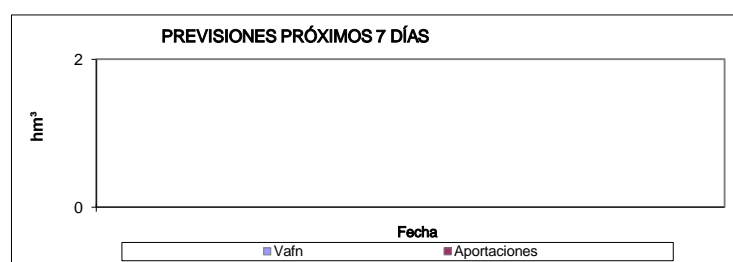 PREVISIONES PRÓXIMOS 7 DÍAS
2
hm³
0
Fecha
Vafn Aportaciones